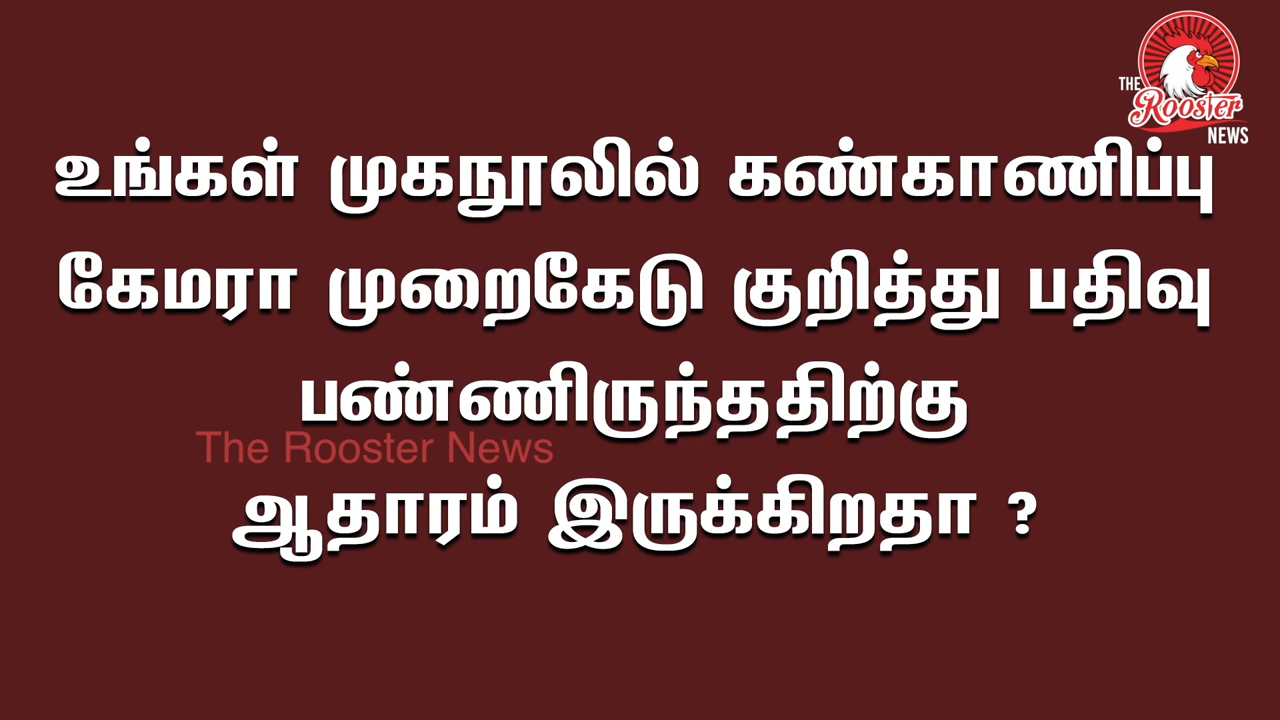 THE
Rooster
NEWS
உங்கள் முகநூலில் கண்காணிப்பு
கேமரா முறைகேடு குறித்து பதிவு
பண்ணிருந்ததிற்கு
The Rooster News
ஆதாரம் இருக்கிறதா ?